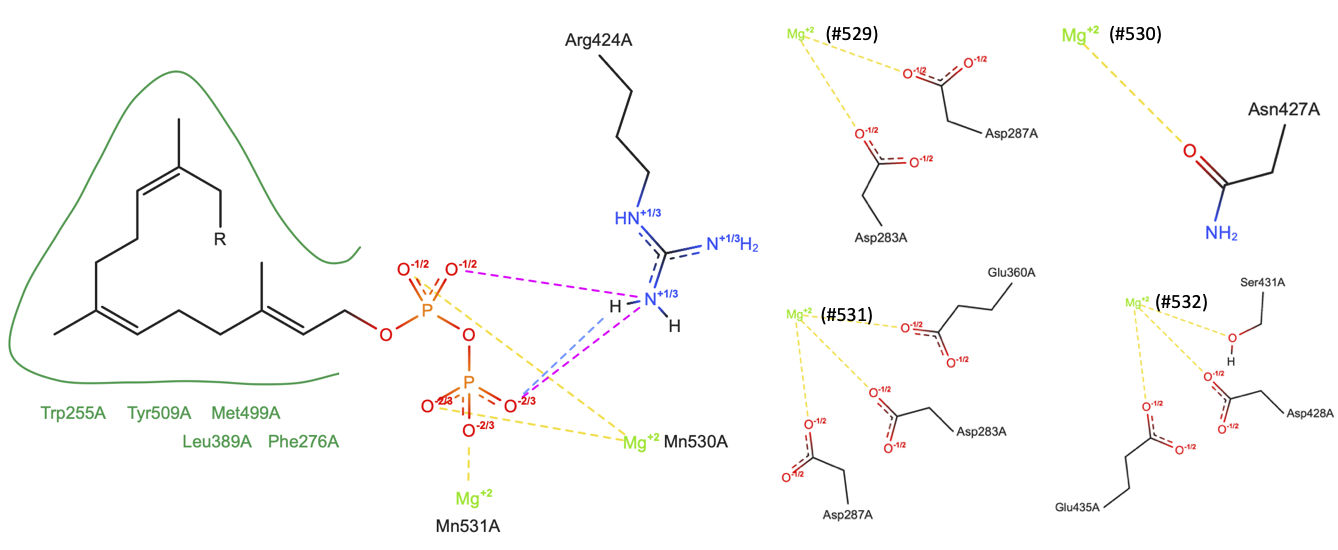 Arg424A
HN+1/3
N+1/3H2
N+1/3
H
H
R
O-1/2
O-1/2
P
O
O
P
O-2/3
O-2/3
O-2/3
Mg+2 Mn530A
Mg+2
Mn531A
Trp255A Tyr509A Met499A
Leu389A Phe276A
Mg+2 (#529)
O-1/2
O-1/2
Asp287A
O-1/2
O-1/2
Asp283A
Mg+2 (#530)
Asn427A
O
NH2
Mg+2 (#531)
Glu360A
O-1/2
O-1/2
O-1/2
O-1/2
Asp283A
O-1/2
O-1/2
Asp287A
Mg+2 (#532)
Ser431A
O
H
O-1/2
O-1/2
Asp428A
O-1/2
O-1/2
Glu435A